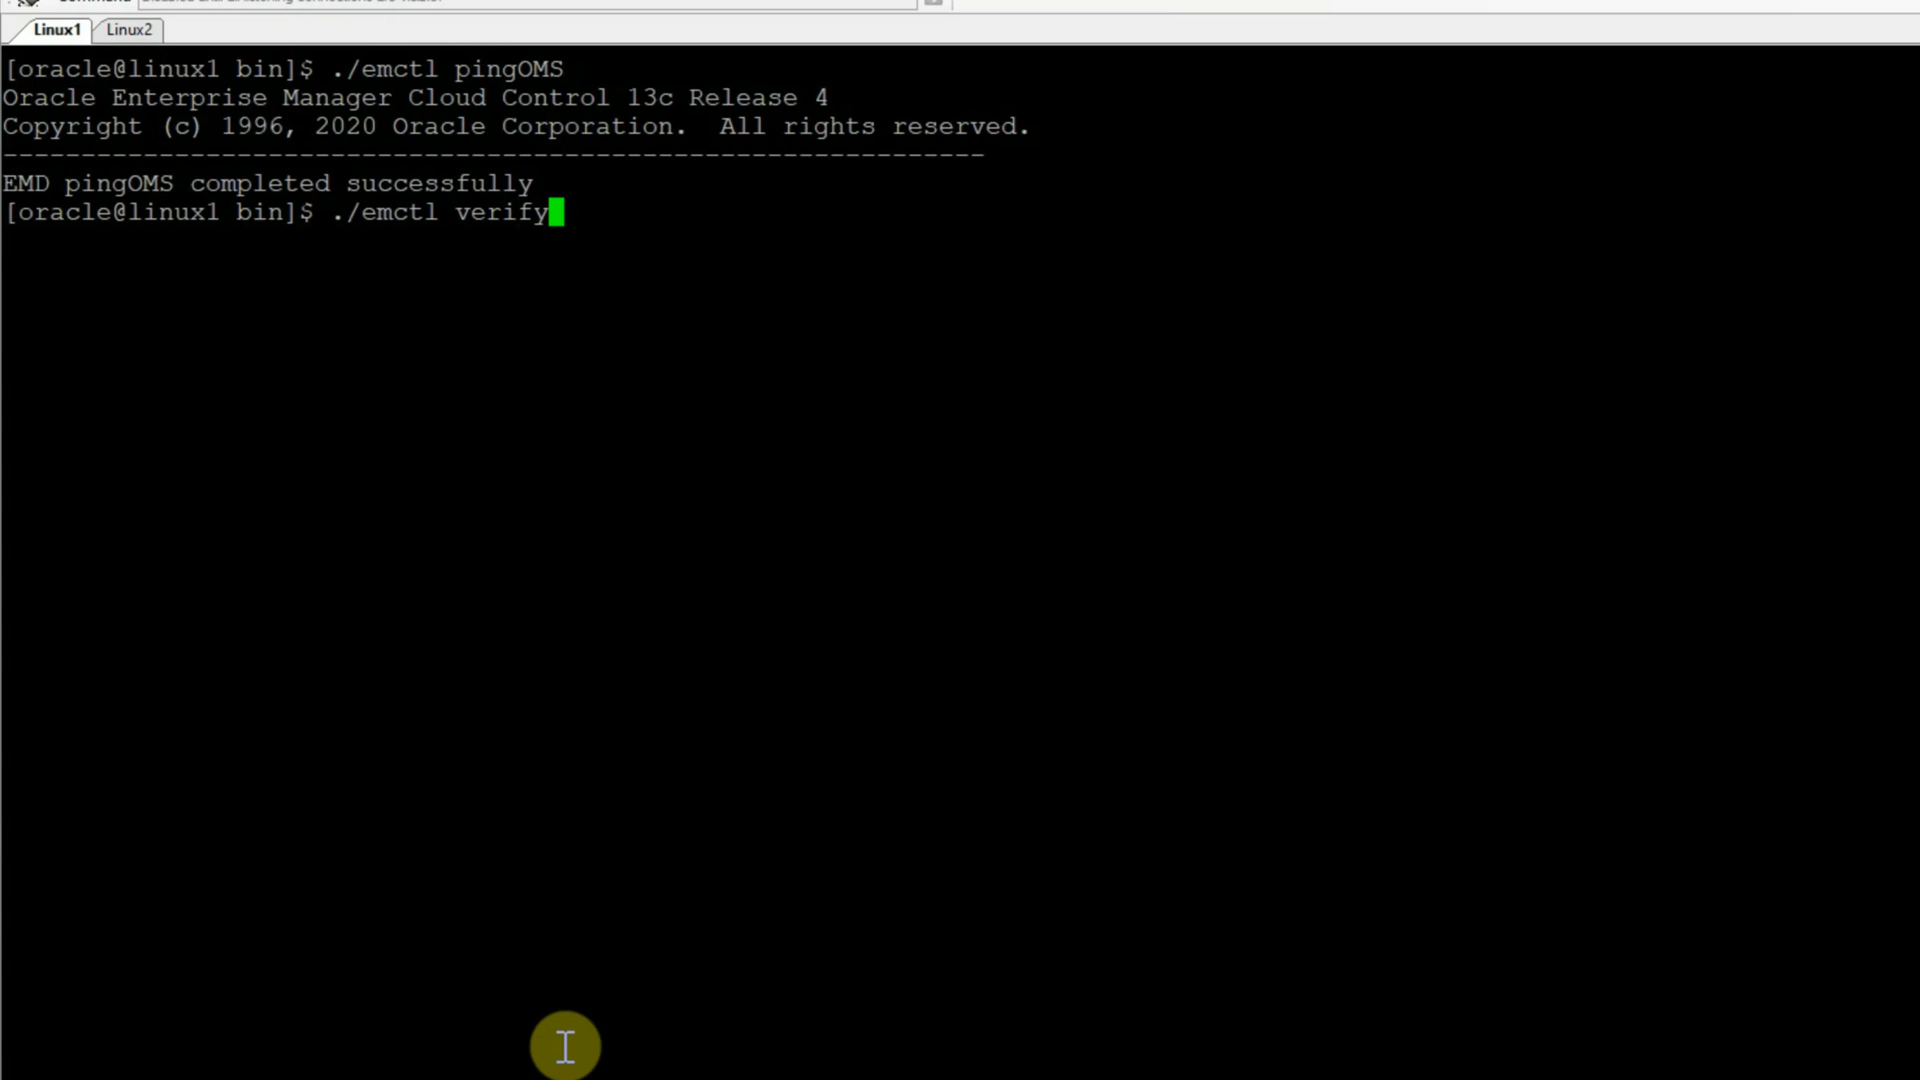 Linux1 Linux2
[oracle@linux1 bin]$ ./emctl pingOMS
Oracle Enterprise Manager Cloud Control 13c Release 4
Copyright (c) 1996, 2020 Oracle Corporation.  All rights reserved.
---------------------------------------------------------------
EMD pingOMS completed successfully
[oracle@linux1 bin]$ ./emctl verify